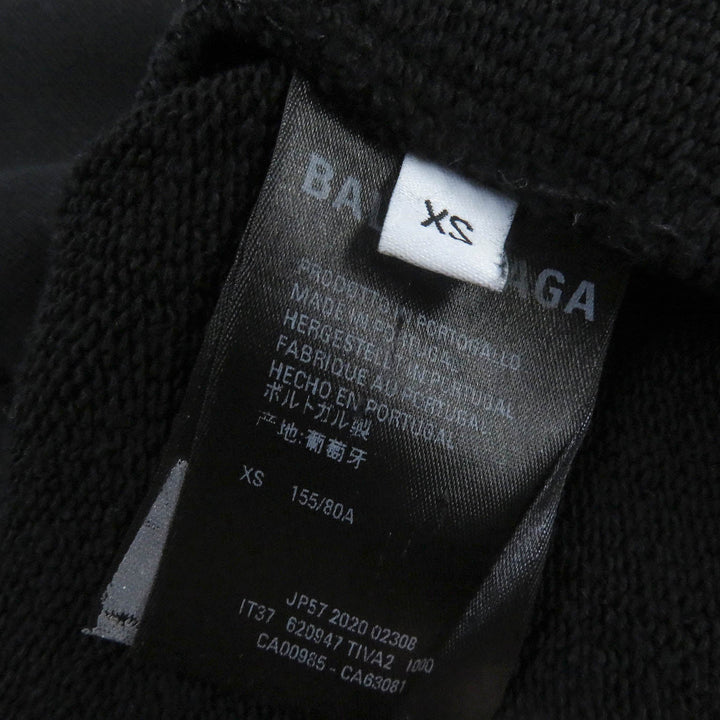 BAL
AGA
XS
PRODOTTO IN PORTOGALLO
MADE IN PORTUGAL
HERGESTELLT IN PORTUGAL
FABRIQUE AU PORTUGAL
HECHO EN PORTUGAL
ポルトガル製
产地:葡萄牙
XS 155/80A
JP57 2020 02308
IT37 620947 TIVA2 1000
CA00985 - CA63081